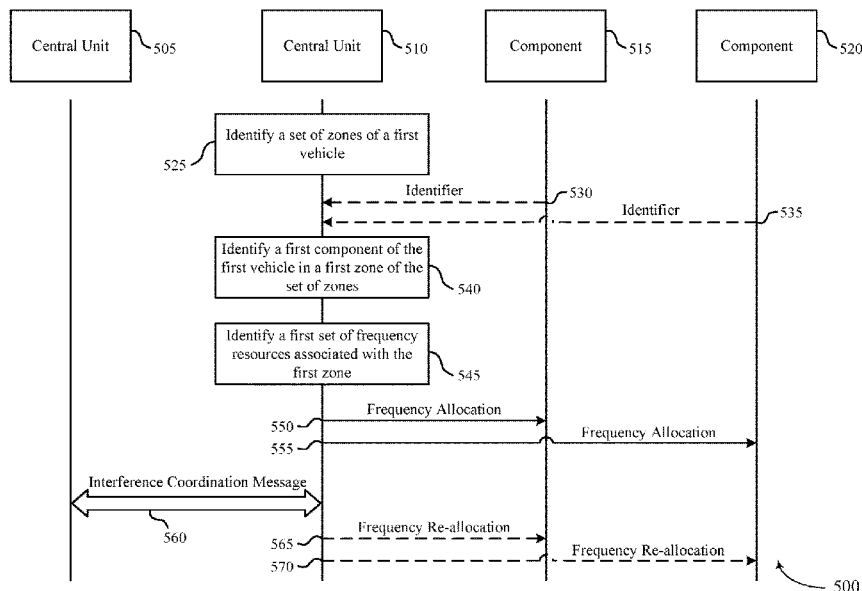 Central Unit
505
Central Unit
510
Component
515
Component
520
Identify a set of zones of a first
vehicle
525
Identifier
530
Identifier
535
Identify a first component of the
first vehicle in a first zone of the
set of zones
540
Identify a first set of frequency
resources associated with the
first zone
545
550
Frequency Allocation
555
Frequency Allocation
Interference Coordination Message
560
565
Frequency Re-allocation
570
Frequency Re-allocation
500